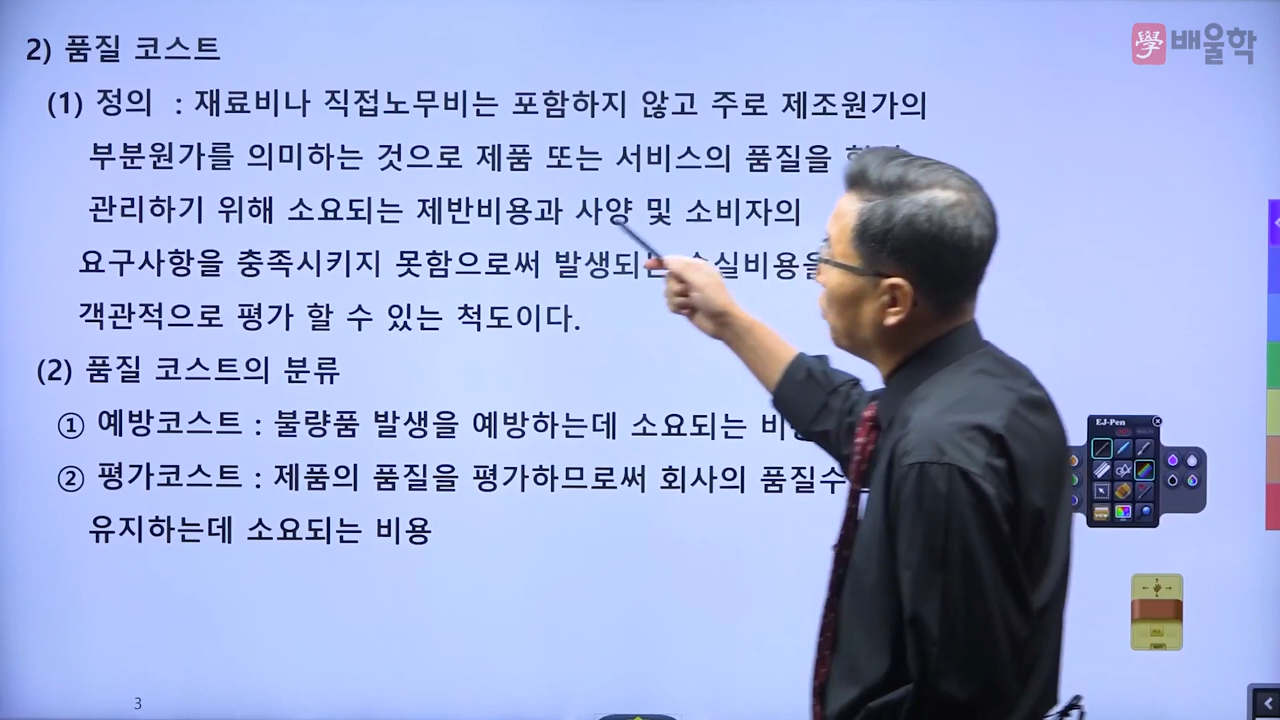 2) 품질 코스트
學 배울학
(1) 정의 : 재료비나 직접노무비는 포함하지 않고 주로 제조원가의
부분원가를 의미하는 것으로 제품 또는 서비스의 품질을
관리하기 위해 소요되는 제반비용과 사양 및 소비자의
요구사항을 충족시키지 못함으로써 발생되는 손실비용을
객관적으로 평가 할 수 있는 척도이다.
(2) 품질 코스트의 분류
① 예방코스트 : 불량품 발생을 예방하는데 소요되는
② 평가코스트 : 제품의 품질을 평가하므로써 회사의 품질수
유지하는데 소요되는 비용
EJ-Pen
3